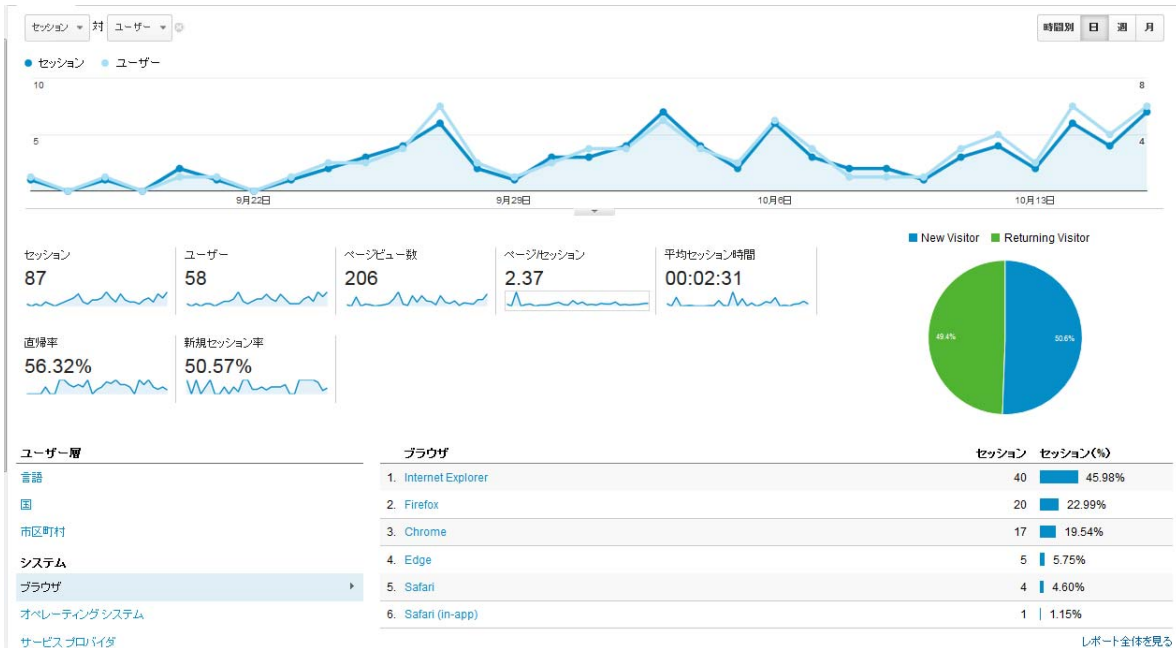 セッション 対 ユーザー
時間別 日 週 月
セッション ユーザー
10 8
5 4
9月22日 9月29日 10月6日 10月13日
New Visitor Returning Visitor
セッション ユーザー ページビュー数 ページ/セッション 平均セッション時間
87 58 206 2.37 00:02:31
49.4% 50.6%
直帰率 新規セッション率
56.32% 50.57%
ユーザー層
言語
国
市区町村
システム
ブラウザ
オペレーティング システム
サービス プロバイダ
ブラウザ セッション セッション(%)
1. Internet Explorer 40 45.98%
2. Firefox 20 22.99%
3. Chrome 17 19.54%
4. Edge 5 5.75%
5. Safari 4 4.60%
6. Safari (in-app) 1 1.15%
レポート全体を見る